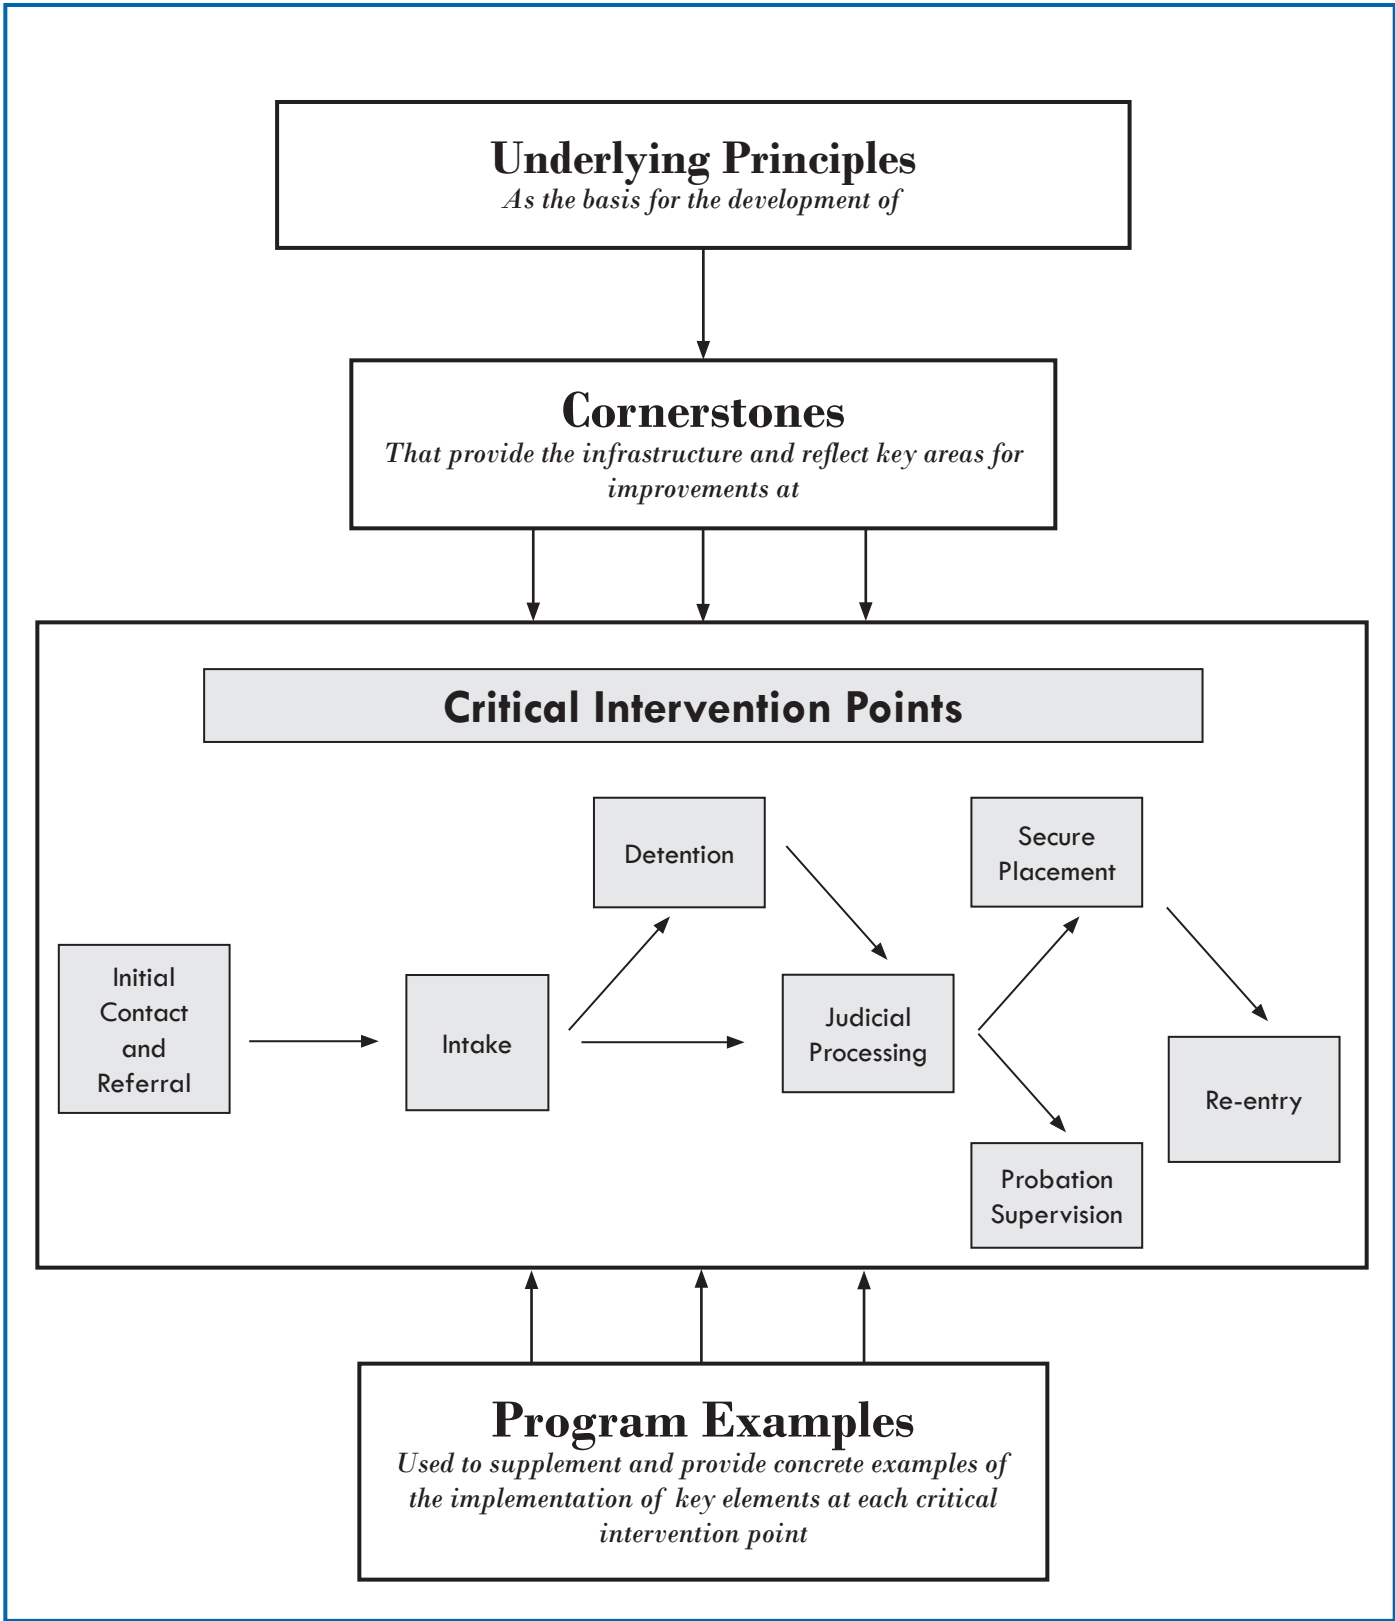 Underlying Principles
As the basis for the development of
Cornerstones
That provide the infrastructure and reflect key areas for
improvements at
Critical Intervention Points
Initial
Contact
and
Referral
Intake
Detention
Judicial
Processing
Secure
Placement
Probation
Supervision
Re-entry
Program Examples
Used to supplement and provide concrete examples of
the implementation of key elements at each critical
intervention point